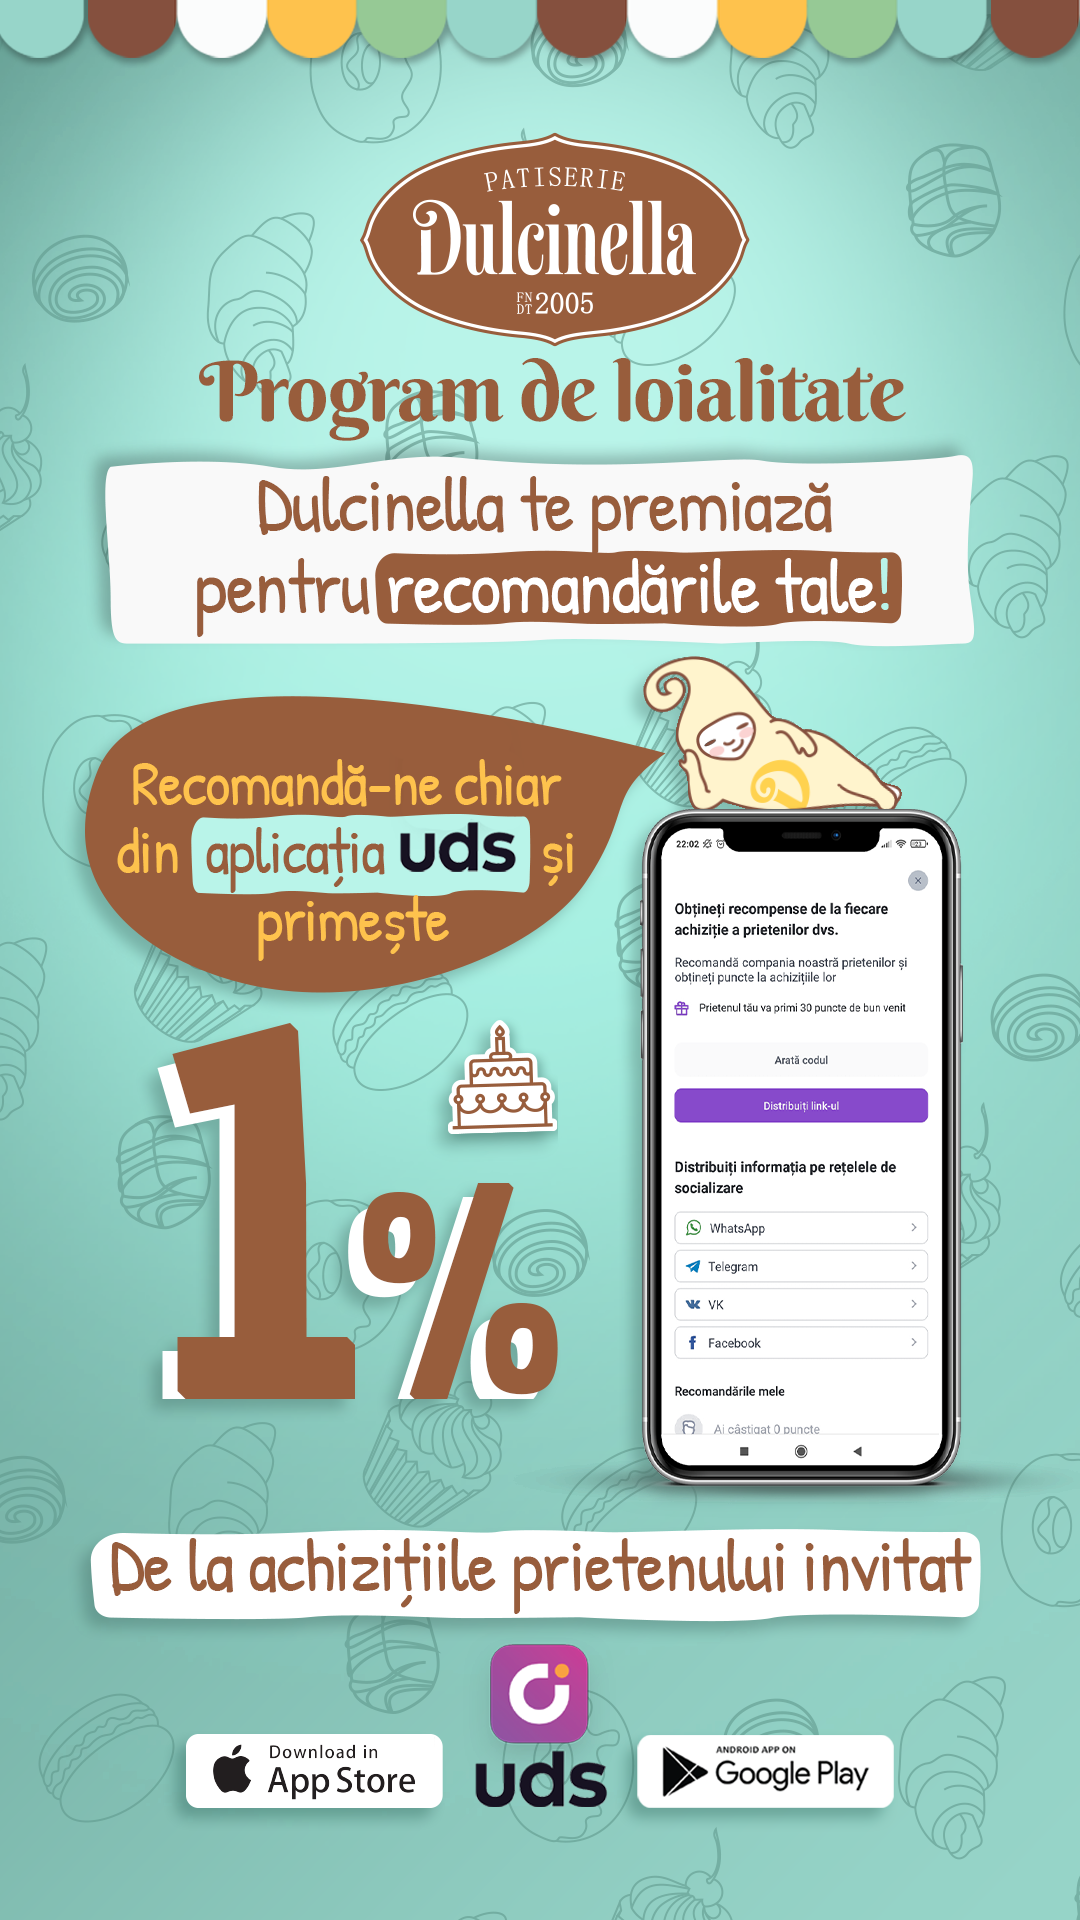 PATISERIE
Dulcinella
FNDT 2005
Program de loialitate
Dulcinella te premiază
pentru recomandările tale!
Recomandă-ne chiar
din aplicația uds și
primește
1%
22:02
23
Obțineți recompense de la fiecare
achiziție a prietenilor dvs.
Recomandă compania noastră prietenilor și
obțineți puncte la achizițiile lor
Prietenul tău va primi 30 puncte de bun venit
Arată codul
Distribuiți link-ul
Distribuiți informația pe rețelele de
socializare
WhatsApp
Telegram
VK
Facebook
Recomandările mele
Ai câștigat 0 puncte
De la achizițiile prietenului invitat
Download in
App Store
uds
ANDROID APP ON
Google Play